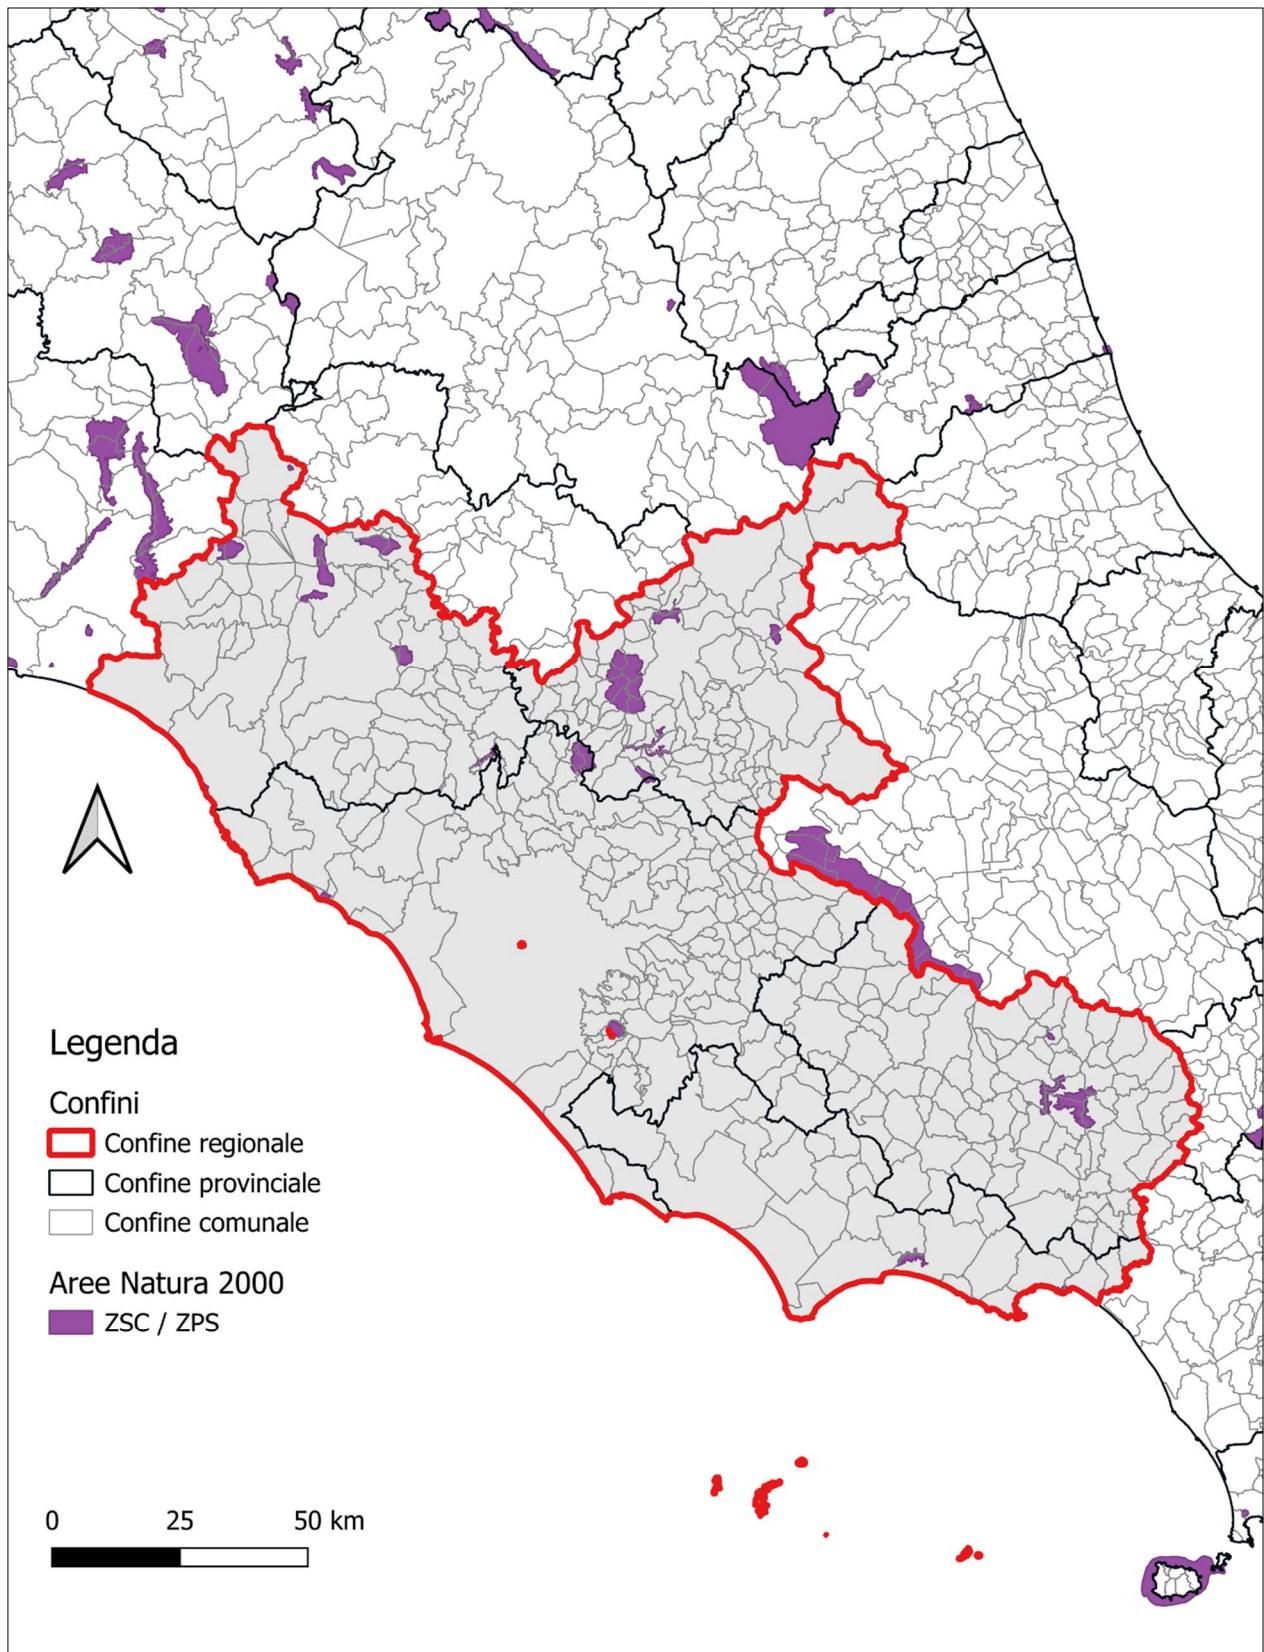 Legenda
Confini
Confine regionale
Confine provinciale
Confine comunale
Aree Natura 2000
ZSC / ZPS
0 25 50 km